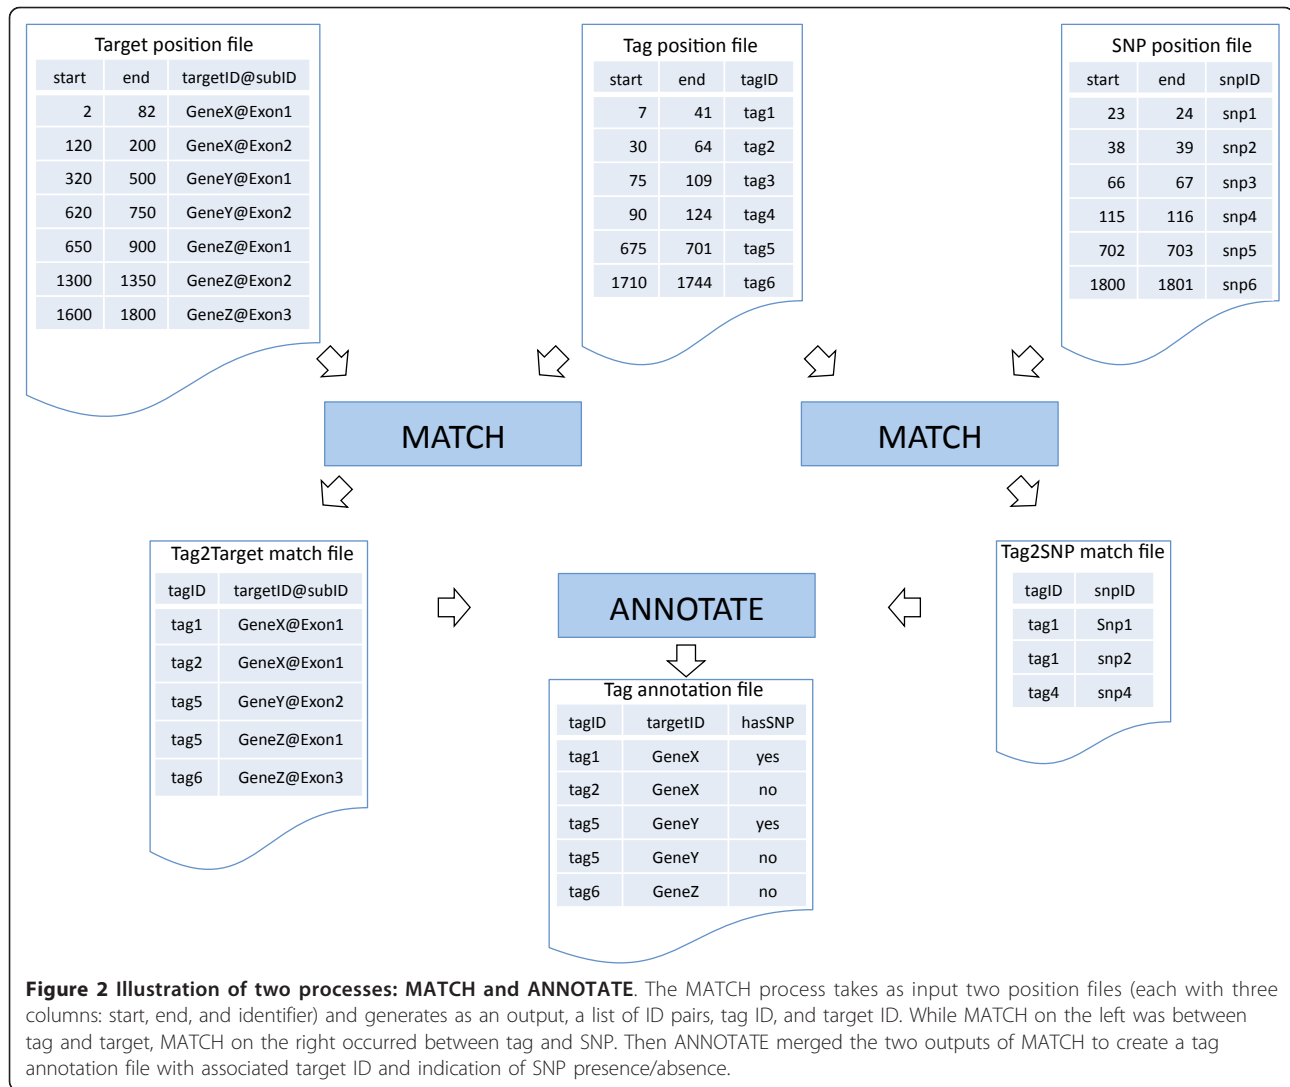 Target position file
start end targetID@subID
2 82 GeneX@Exon1
120 200 GeneX@Exon2
320 500 GeneY@Exon1
620 750 GeneY@Exon2
650 900 GeneZ@Exon1
1300 1350 GeneZ@Exon2
1600 1800 GeneZ@Exon3
Tag position file
start end tagID
7 41 tag1
30 64 tag2
75 109 tag3
90 124 tag4
675 701 tag5
1710 1744 tag6
SNP position file
start end snpID
23 24 snp1
38 39 snp2
66 67 snp3
115 116 snp4
702 703 snp5
1800 1801 snp6
MATCH
MATCH
Tag2Target match file
tagID targetID@subID
tag1 GeneX@Exon1
tag2 GeneX@Exon1
tag5 GeneY@Exon2
tag5 GeneZ@Exon1
tag6 GeneZ@Exon3
ANNOTATE
Tag2SNP match file
tagID snpID
tag1 Snp1
tag1 snp2
tag4 snp4
Tag annotation file
tagID targetID hasSNP
tag1 GeneX yes
tag2 GeneX no
tag5 GeneY yes
tag5 GeneY no
tag6 GeneZ no
Figure 2 Illustration of two processes: MATCH and ANNOTATE. The MATCH process takes as input two position files (each with three
columns: start, end, and identifier) and generates as an output, a list of ID pairs, tag ID, and target ID. While MATCH on the left was between
tag and target, MATCH on the right occurred between tag and SNP. Then ANNOTATE merged the two outputs of MATCH to create a tag
annotation file with associated target ID and indication of SNP presence/absence.